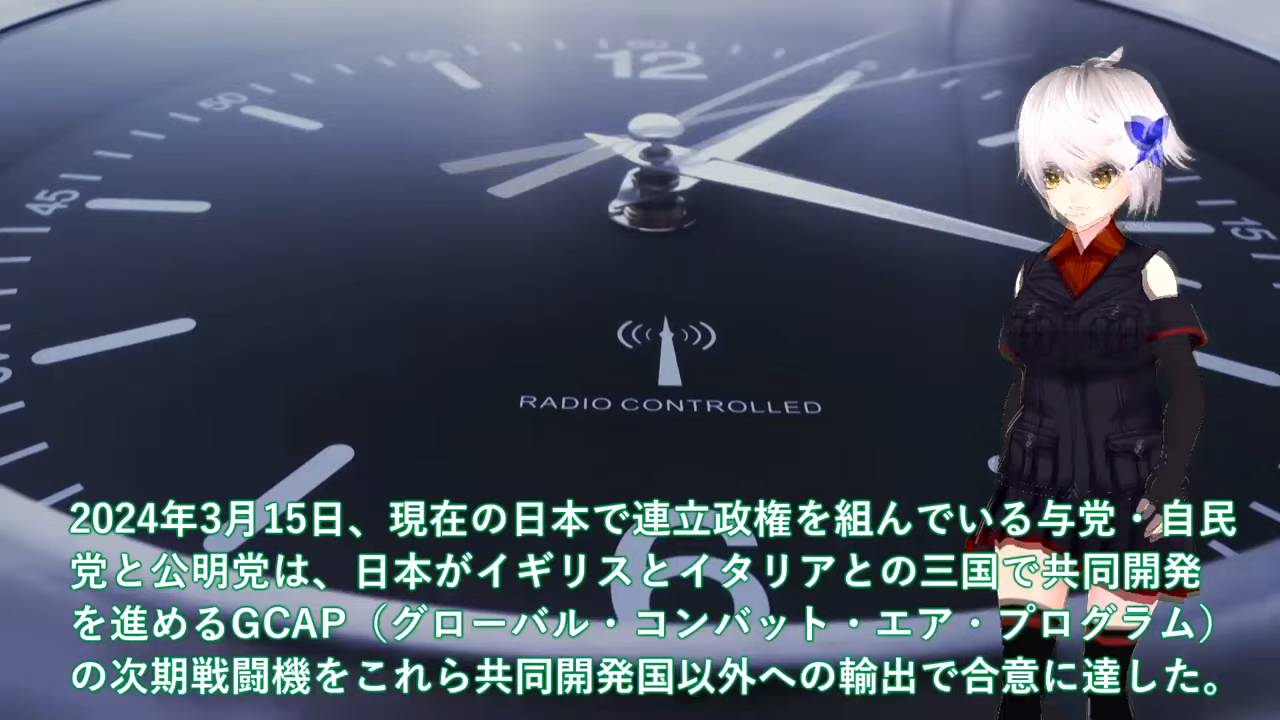 12
50
45
15
RADIO CONTROLLED
6
2024年3月15日、現在の日本で連立政権を組んでいる与党・自民
党と公明党は、日本がイギリスとイタリアとの三国で共同開発
を進めるGCAP（グローバル・コンバット・エア・プログラム）
の次期戦闘機をこれら共同開発国以外への輸出で合意に達した。